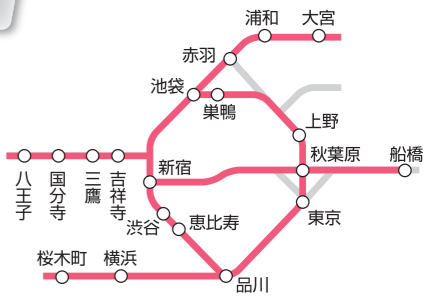 浦和
大宮
赤羽
池袋
巣鴨
上野
秋葉原
船橋
新宿
八王子
国分寺
三鷹
吉祥寺
渋谷
恵比寿
東京
桜木町
横浜
品川